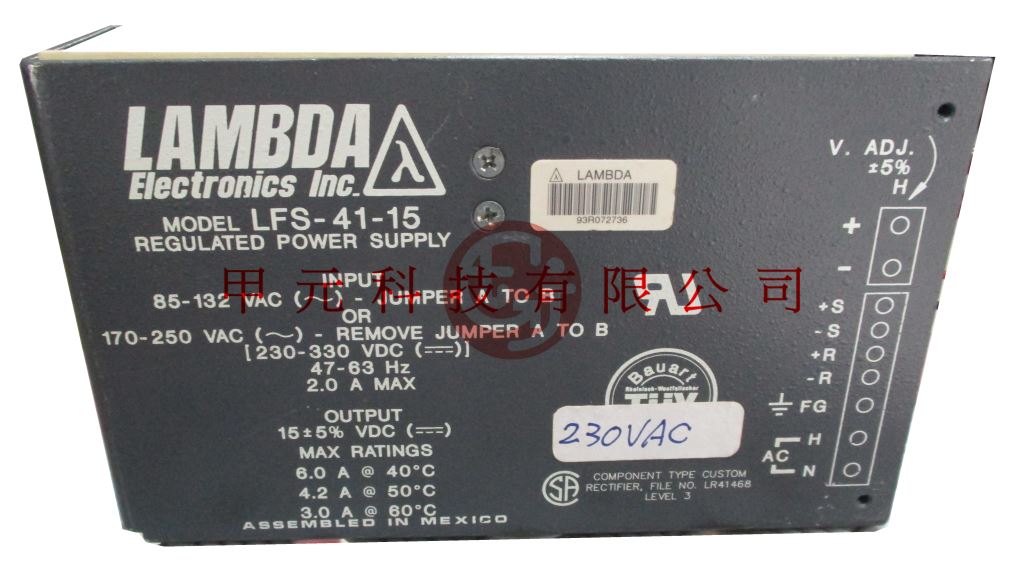 LAMBDA
Electronics Inc.
MODEL LFS-41-15
REGULATED POWER SUPPLY
INPUT
85-132 VAC (~) - JUMPER A TO B
OR
170-250 VAC (~) - REMOVE JUMPER A TO B
[230-330 VDC (⎓)]
47-63 Hz
2.0 A MAX
OUTPUT
15±5% VDC (⎓)
MAX RATINGS
6.0 A @ 40°C
4.2 A @ 50°C
3.0 A @ 60°C
ASSEMBLED IN MEXICO
LAMBDA
93R072736
甲元科技有限公司
Bauart
Rheinisch-Westfälischer
TÜV
230VAC
COMPONENT TYPE CUSTOM
RECTIFIER, FILE NO. LR41468
LEVEL 3
V. ADJ.
±5%
H
+
-
+S
-S
+R
-R
FG
AC H
N